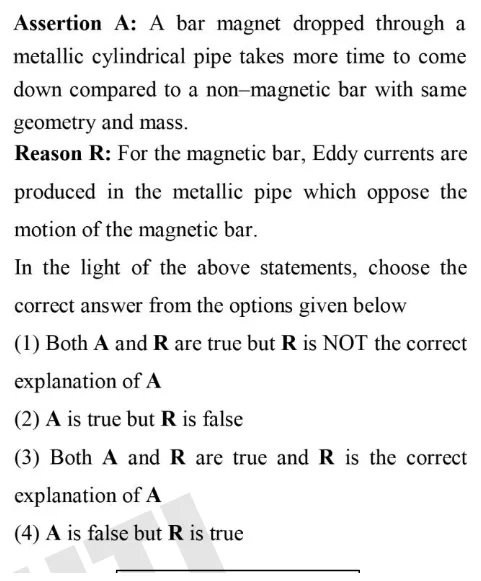 Assertion A: A bar magnet dropped through a
metallic cylindrical pipe takes more time to come
down compared to a non–magnetic bar with same
geometry and mass.
Reason R: For the magnetic bar, Eddy currents are
produced in the metallic pipe which oppose the
motion of the magnetic bar.
In the light of the above statements, choose the
correct answer from the options given below
(1) Both A and R are true but R is NOT the correct
explanation of A
(2) A is true but R is false
(3) Both A and R are true and R is the correct
explanation of A
(4) A is false but R is true